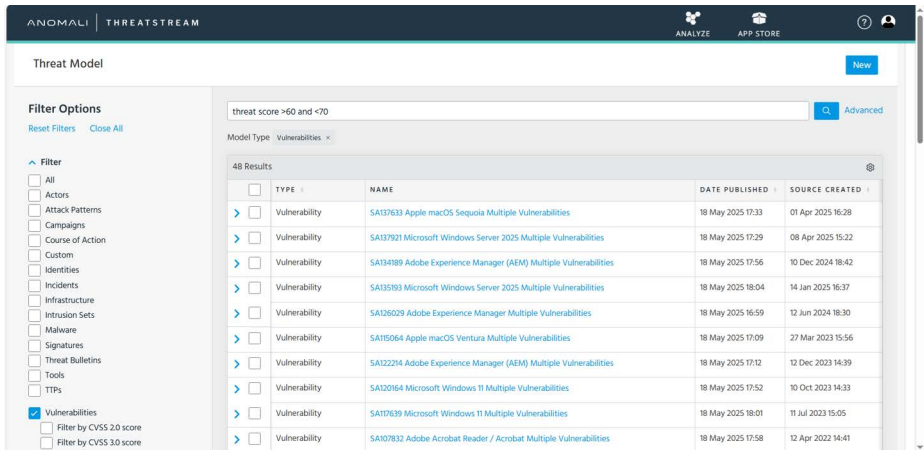 ANOMALI | THREATSTREAM
ANALYZE
APP STORE
?
Threat Model
New
Filter Options
Reset Filters Close All
Filter
All
Actors
Attack Patterns
Campaigns
Course of Action
Custom
Identities
Incidents
Infrastructure
Intrusion Sets
Malware
Signatures
Threat Bulletins
Tools
TTPs
Vulnerabilities
Filter by CVSS 2.0 score
Filter by CVSS 3.0 score
threat score >60 and <70
Advanced
Model Type Vulnerabilities ×
48 Results
TYPE NAME DATE PUBLISHED SOURCE CREATED
Vulnerability SA137633 Apple macOS Sequoia Multiple Vulnerabilities 18 May 2025 17:33 01 Apr 2025 16:28
Vulnerability SA137921 Microsoft Windows Server 2025 Multiple Vulnerabilities 18 May 2025 17:29 08 Apr 2025 15:22
Vulnerability SA134189 Adobe Experience Manager (AEM) Multiple Vulnerabilities 18 May 2025 17:56 10 Dec 2024 18:42
Vulnerability SA135193 Microsoft Windows Server 2025 Multiple Vulnerabilities 18 May 2025 18:04 14 Jan 2025 16:37
Vulnerability SA126029 Adobe Experience Manager Multiple Vulnerabilities 18 May 2025 16:59 12 Jun 2024 18:30
Vulnerability SA115064 Apple macOS Ventura Multiple Vulnerabilities 18 May 2025 17:09 27 Mar 2023 15:56
Vulnerability SA122214 Adobe Experience Manager (AEM) Multiple Vulnerabilities 18 May 2025 17:12 12 Dec 2023 14:39
Vulnerability SA120164 Microsoft Windows 11 Multiple Vulnerabilities 18 May 2025 17:52 10 Oct 2023 14:33
Vulnerability SA117639 Microsoft Windows 11 Multiple Vulnerabilities 18 May 2025 18:01 11 Jul 2023 15:05
Vulnerability SA107832 Adobe Acrobat Reader / Acrobat Multiple Vulnerabilities 18 May 2025 17:58 12 Apr 2022 14:41